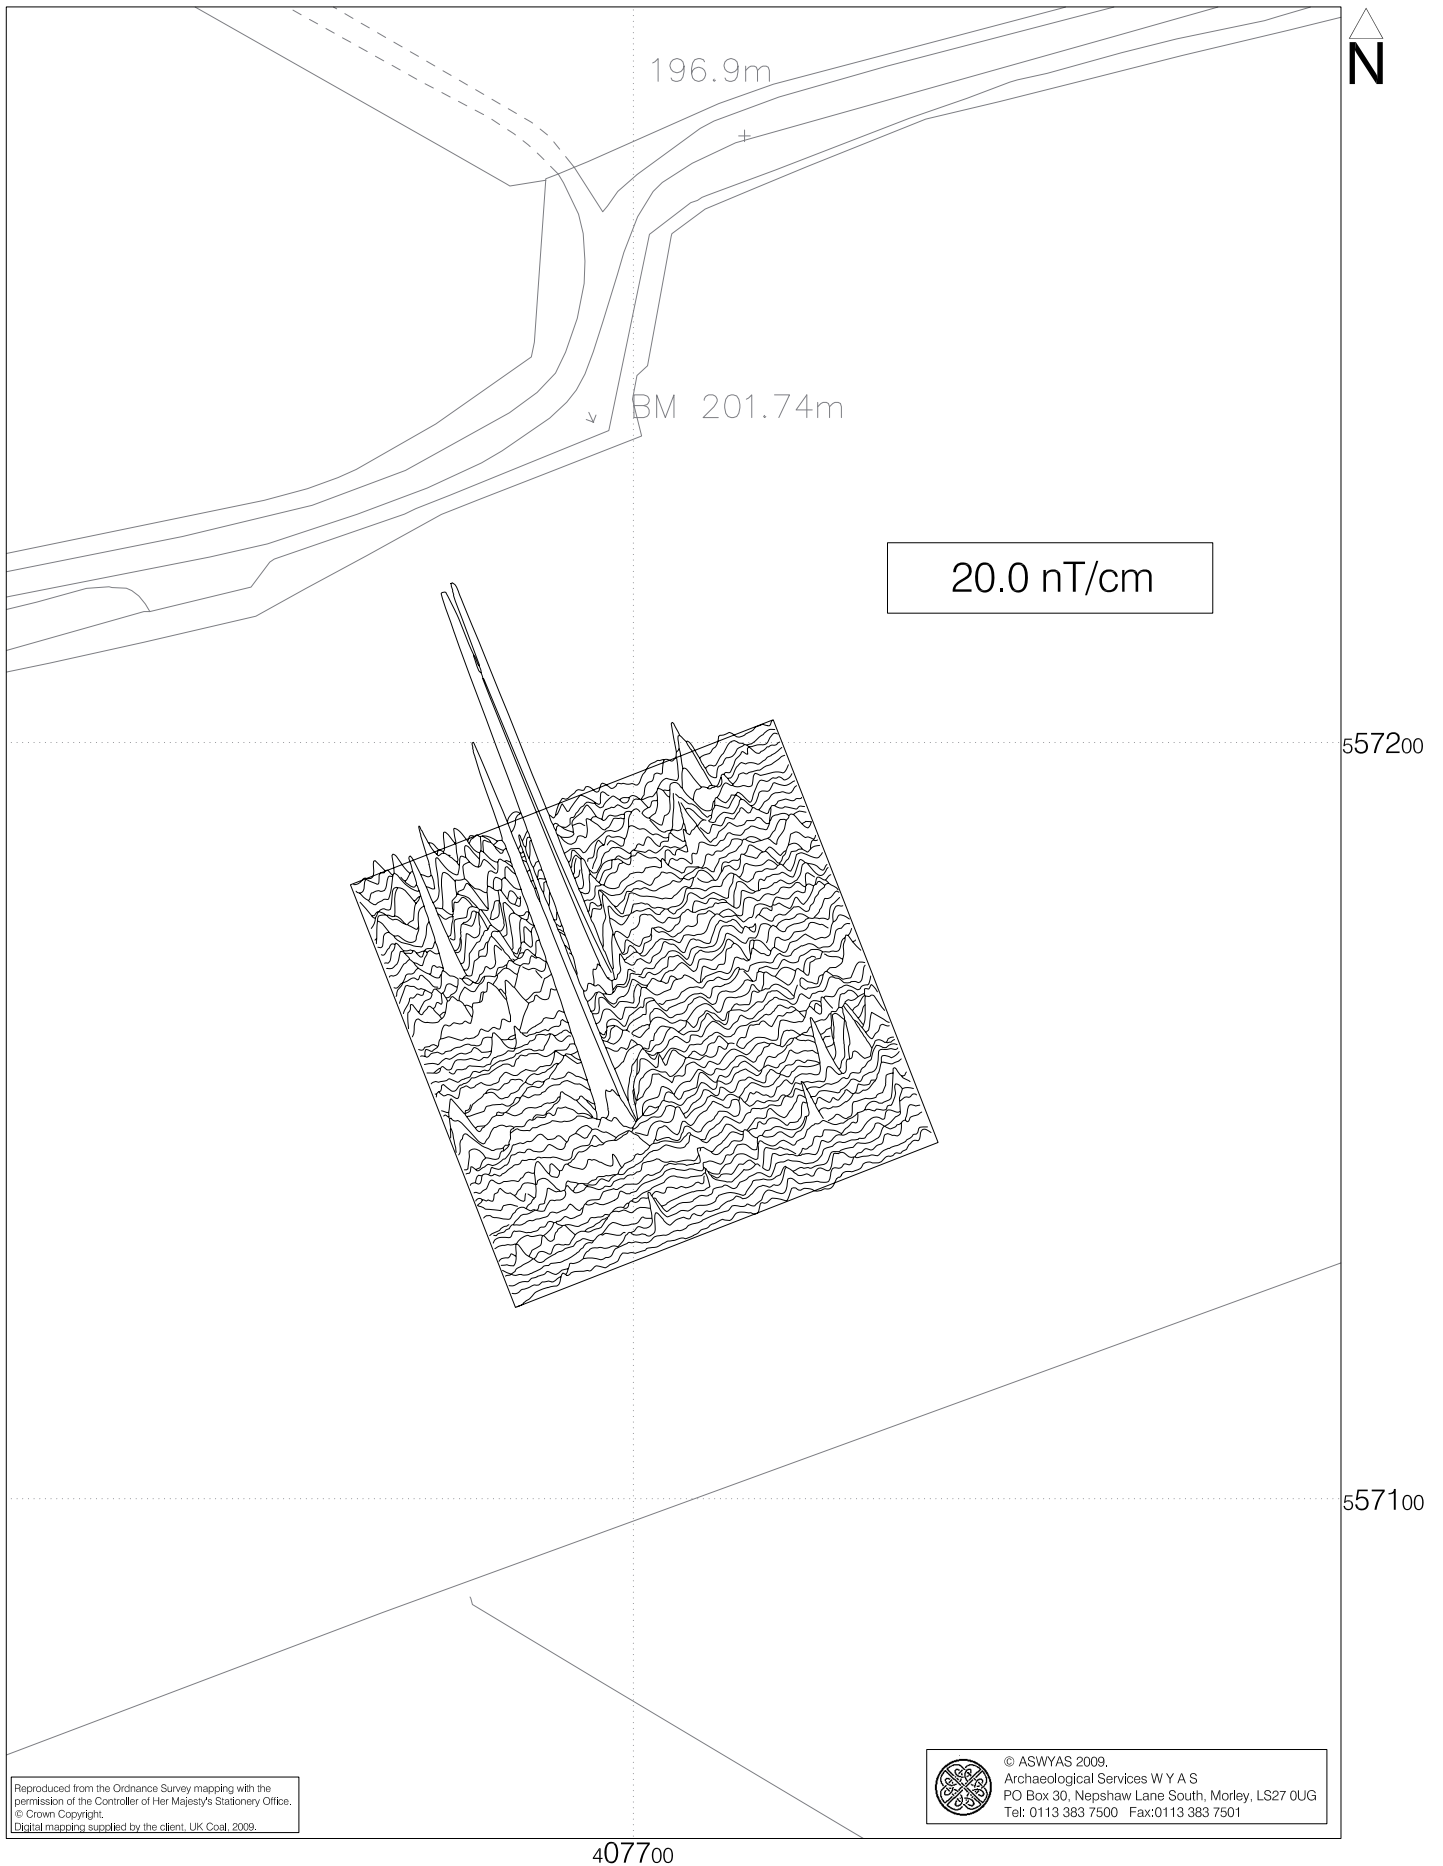 196.9m
N
BM 201.74m
20.0 nT/cm
557200
557100
© ASWYAS 2009.
Archaeological Services W Y A S
PO Box 30, Nepshaw Lane South, Morley, LS27 0UG
Tel: 0113 383 7500 Fax:0113 383 7501
Reproduced from the Ordnance Survey mapping with the
permission of the Controller of Her Majesty's Stationery Office.
© Crown Copyright.
Digital mapping supplied by the client, UK Coal, 2009.
407700